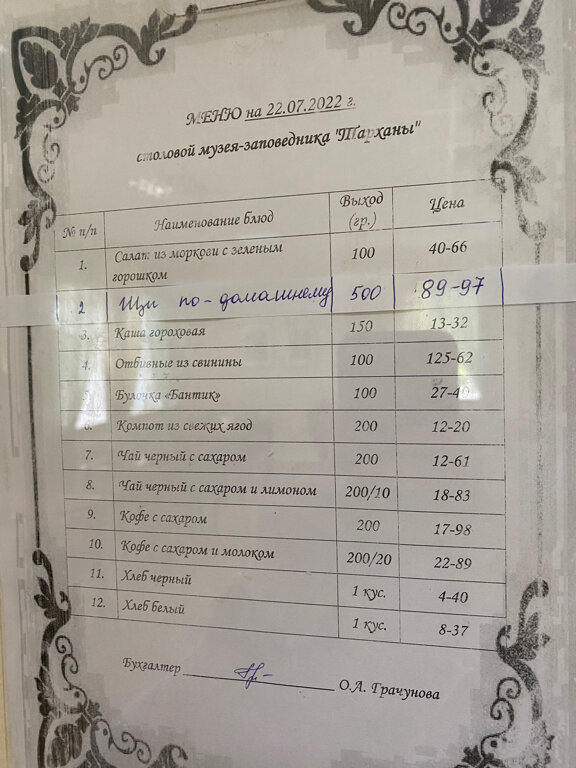 МЕНЮ на 22.07.2022 г.
столовой музея-заповедника "Тарханы"
№ п/п Наименование блюд Выход (гр.) Цена
1. Салат из моркови с зеленым горошком 100 40-66
2 Щи по-домашнему 500 89-97
3. Каша гороховая 150 13-32
4. Отбивные из свинины 100 125-62
5. Булочка «Бантик» 100 27-40
6. Компот из свежих ягод 200 12-20
7. Чай черный с сахаром 200 12-61
8. Чай черный с сахаром и лимоном 200/10 18-83
9. Кофе с сахаром 200 17-98
10. Кофе с сахаром и молоком 200/20 22-89
11. Хлеб черный 1 кус. 4-40
12. Хлеб белый 1 кус. 8-37
Бухгалтер О.А. Грачунова